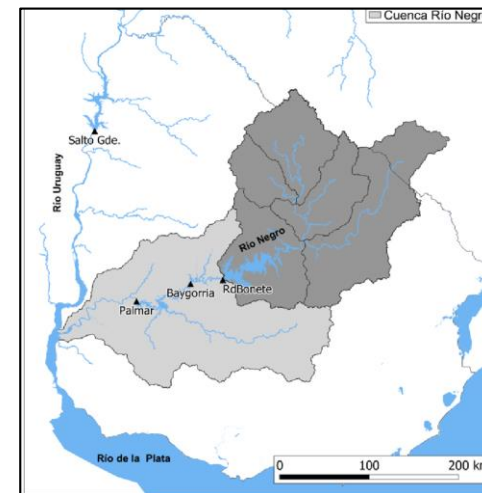 Cuenca Río Negr
Salto Gde.
Río Uruguay
Río Negro
Baygorria
RdBonete
Palmar
Río de la Plata
0 100 200 km